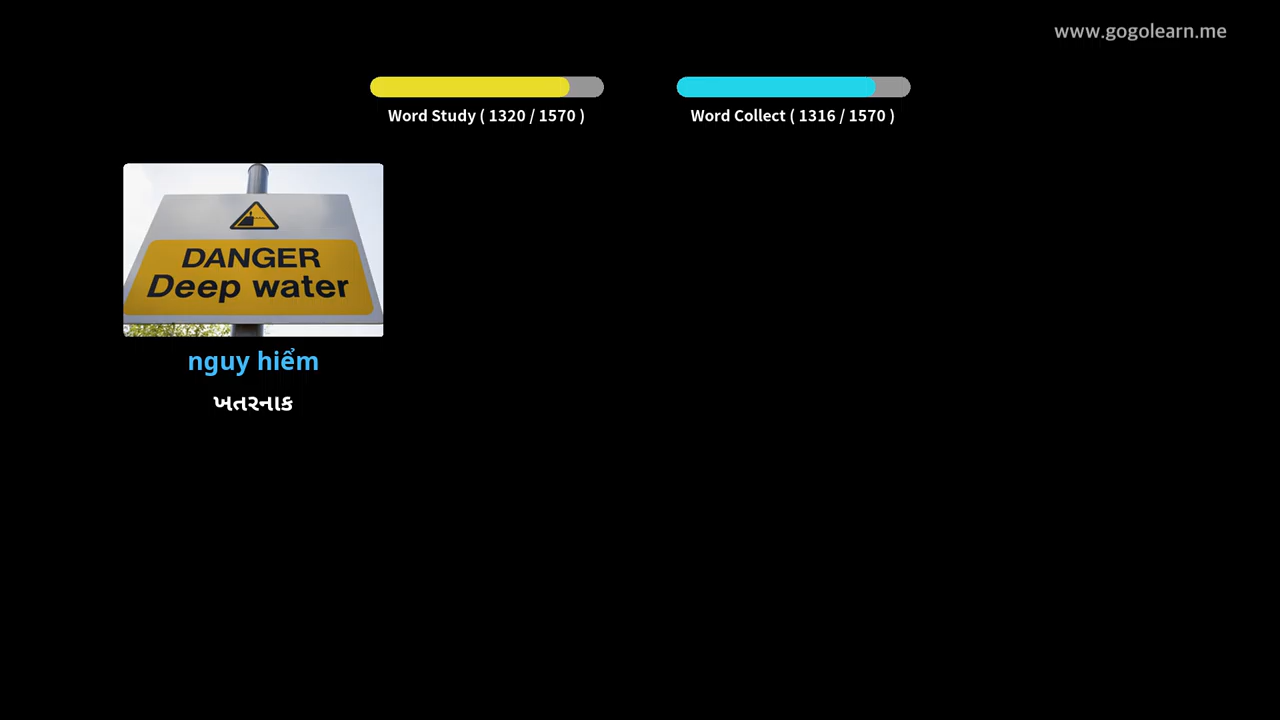 www.gogolearn.me
Word Study ( 1320 / 1570 )
Word Collect ( 1316 / 1570 )
DANGER
Deep water
nguy hiểm
ખતરનાક